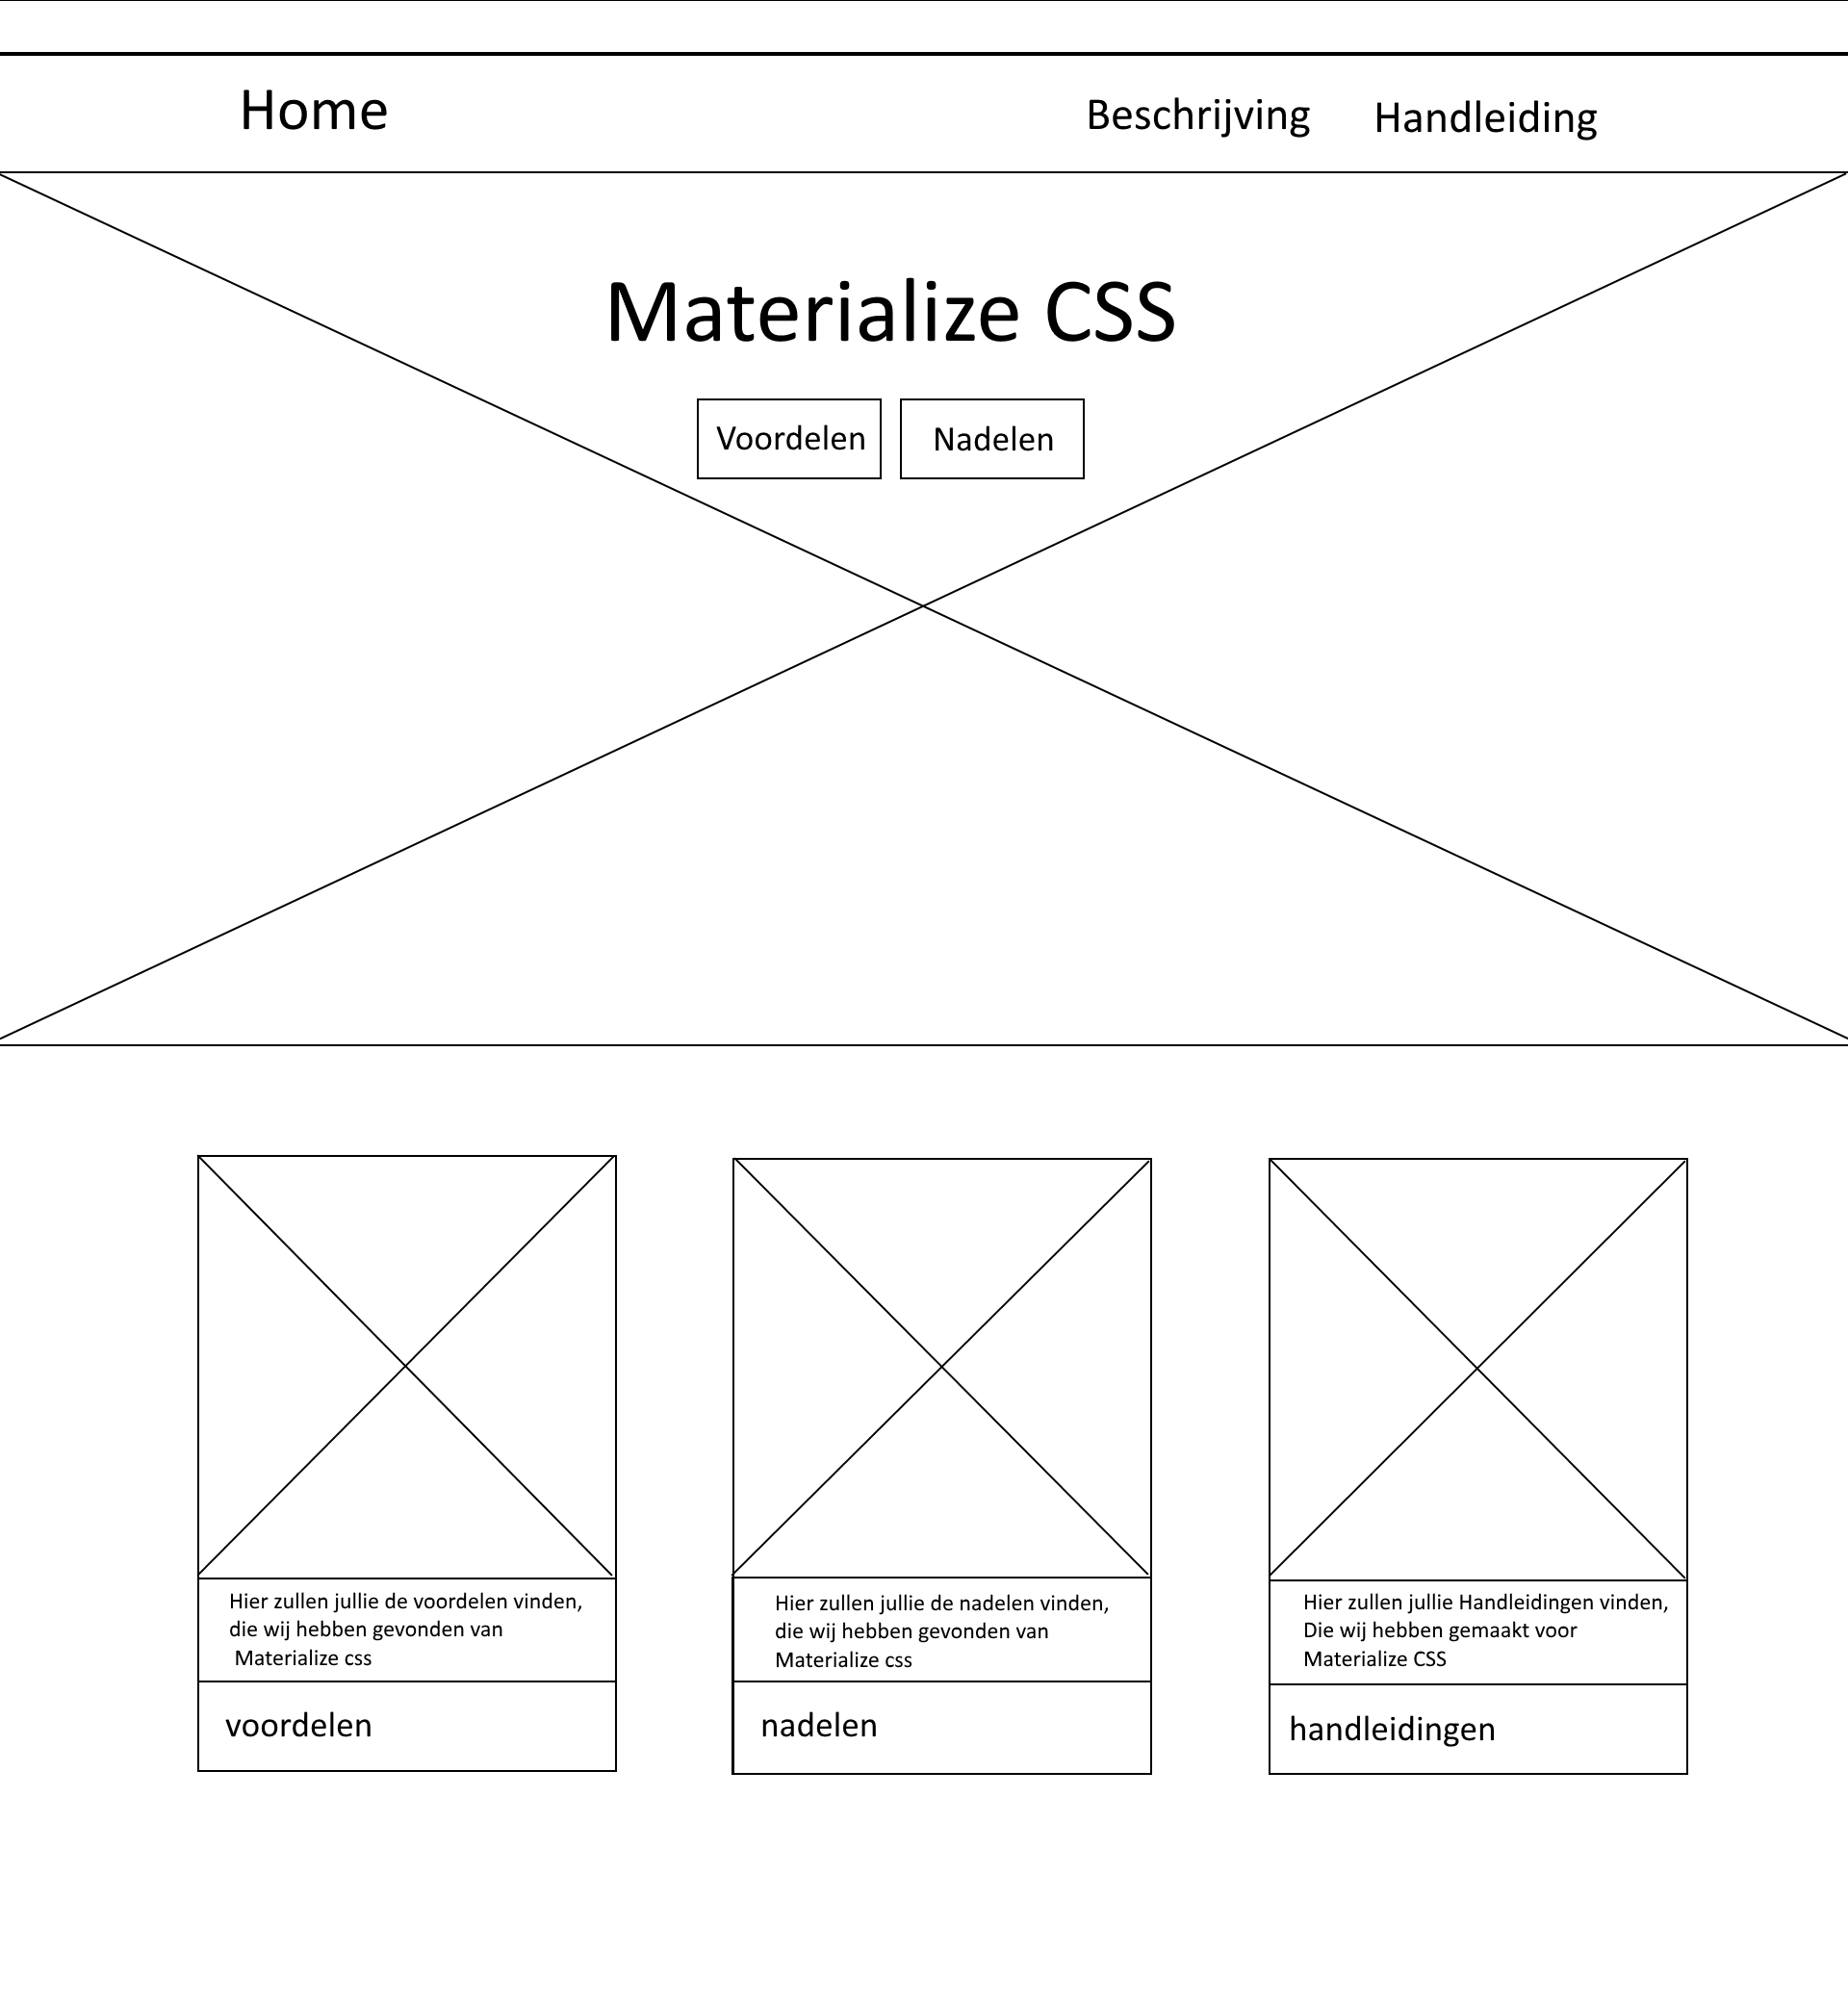 Home
Beschrijving
Handleiding
Materialize CSS
Voordelen
Nadelen
Hier zullen jullie de voordelen vinden,
die wij hebben gevonden van
Materialize css
voordelen
Hier zullen jullie de nadelen vinden,
die wij hebben gevonden van
Materialize css
nadelen
Hier zullen jullie Handleidingen vinden,
Die wij hebben gemaakt voor
Materialize CSS
handleidingen